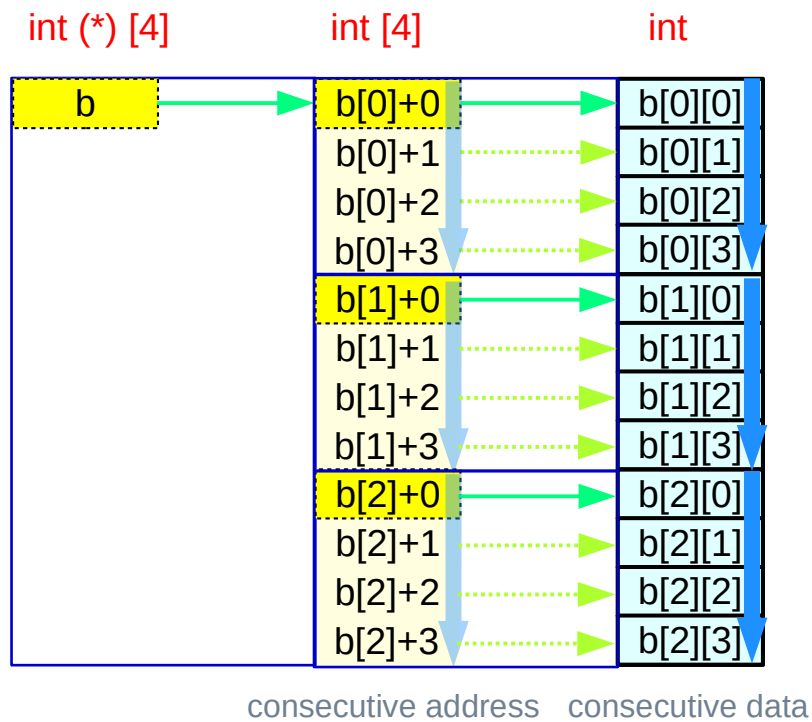 int (*) [4] int [4] int
b b[0]+0 b[0][0]
b[0]+1 b[0][1]
b[0]+2 b[0][2]
b[0]+3 b[0][3]
b[1]+0 b[1][0]
b[1]+1 b[1][1]
b[1]+2 b[1][2]
b[1]+3 b[1][3]
b[2]+0 b[2][0]
b[2]+1 b[2][1]
b[2]+2 b[2][2]
b[2]+3 b[2][3]
consecutive address consecutive data